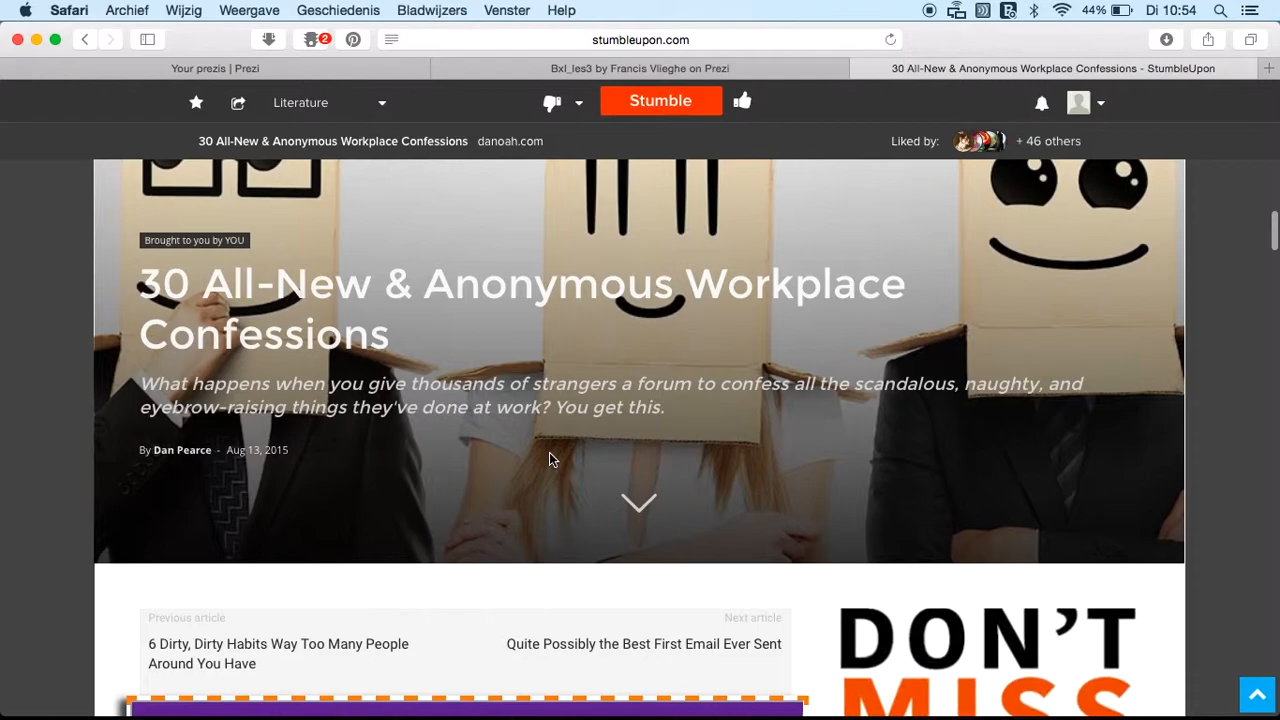 Safari Archief Wijzig Weergave Geschiedenis Bladwijzers Venster Help 44% Di 10:54
2 stumbleupon.com
Your prezis | Prezi Bxl_les3 by Francis Vlieghe on Prezi 30 All-New & Anonymous Workplace Confessions - StumbleUpon
Literature Stumble
30 All-New & Anonymous Workplace Confessions danoah.com Liked by: + 46 others
Brought to you by YOU
30 All-New & Anonymous Workplace
Confessions
What happens when you give thousands of strangers a forum to confess all the scandalous, naughty, and
eyebrow-raising things they've done at work? You get this.
By Dan Pearce - Aug 13, 2015
Previous article Next article
6 Dirty, Dirty Habits Way Too Many People Quite Possibly the Best First Email Ever Sent
Around You Have
DON'T
MISS